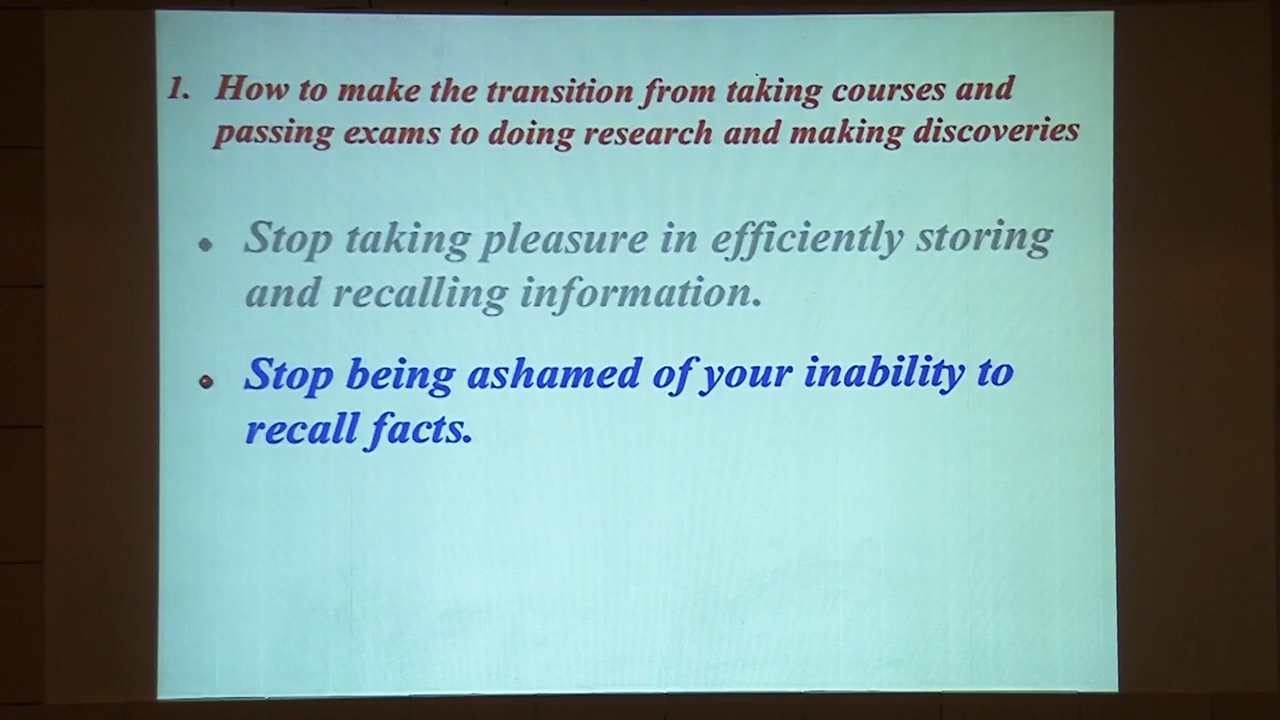 1. How to make the transition from taking courses and
passing exams to doing research and making discoveries
• Stop taking pleasure in efficiently storing
and recalling information.
• Stop being ashamed of your inability to
recall facts.